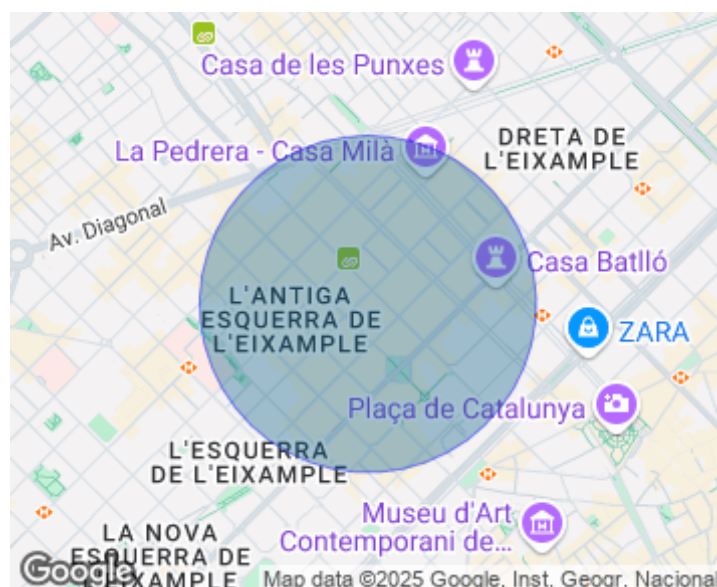 Casa de les Punxes
La Pedrera - Casa Milà
DRETA DE
L'EIXAMPLE
Av. Diagonal
Casa Batlló
L'ANTIGA
ESQUERRA DE
L'EIXAMPLE
ZARA
Plaça de Catalunya
L'ESQUERRA
DE L'EIXAMPLE
Museu d'Art
Contemporani de...
LA NOVA
ESQUERRA DE
L'EIXAMPLE
Google
Map data ©2025 Google, Inst. Geogr. Nacional